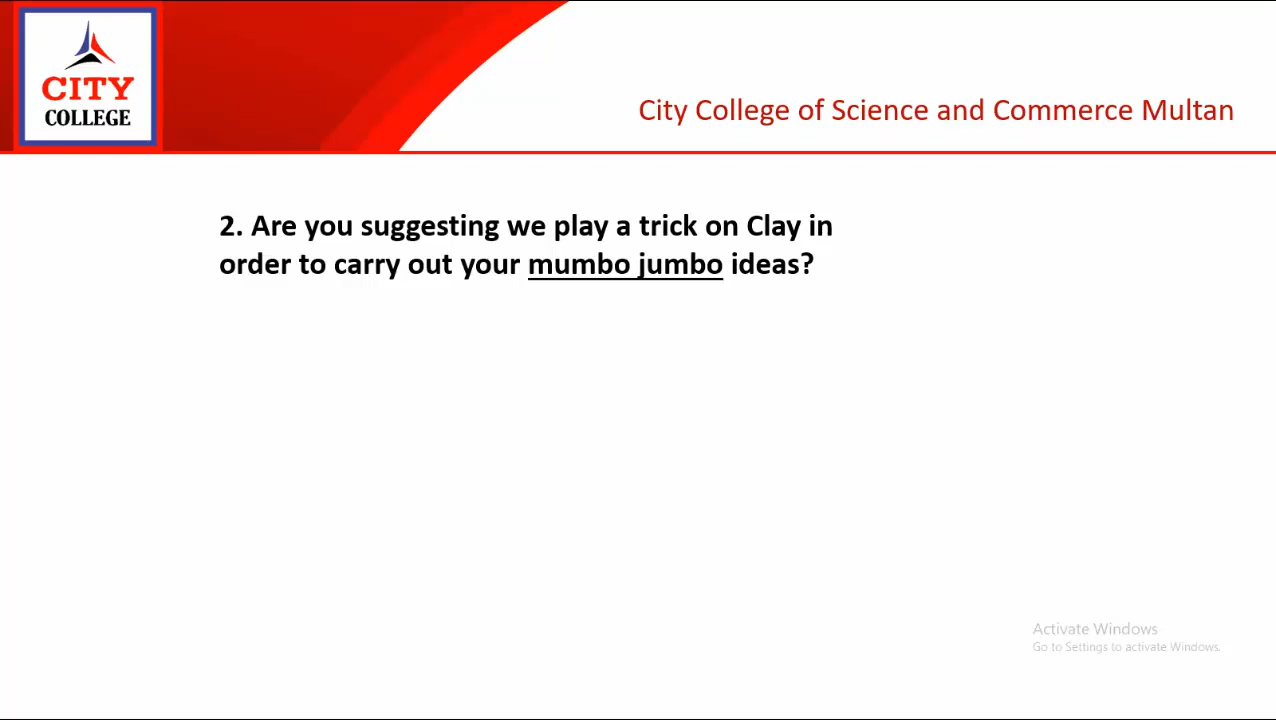 CITY
COLLEGE
City College of Science and Commerce Multan
2. Are you suggesting we play a trick on Clay in
order to carry out your mumbo jumbo ideas?
Activate Windows
Go to Settings to activate Windows.